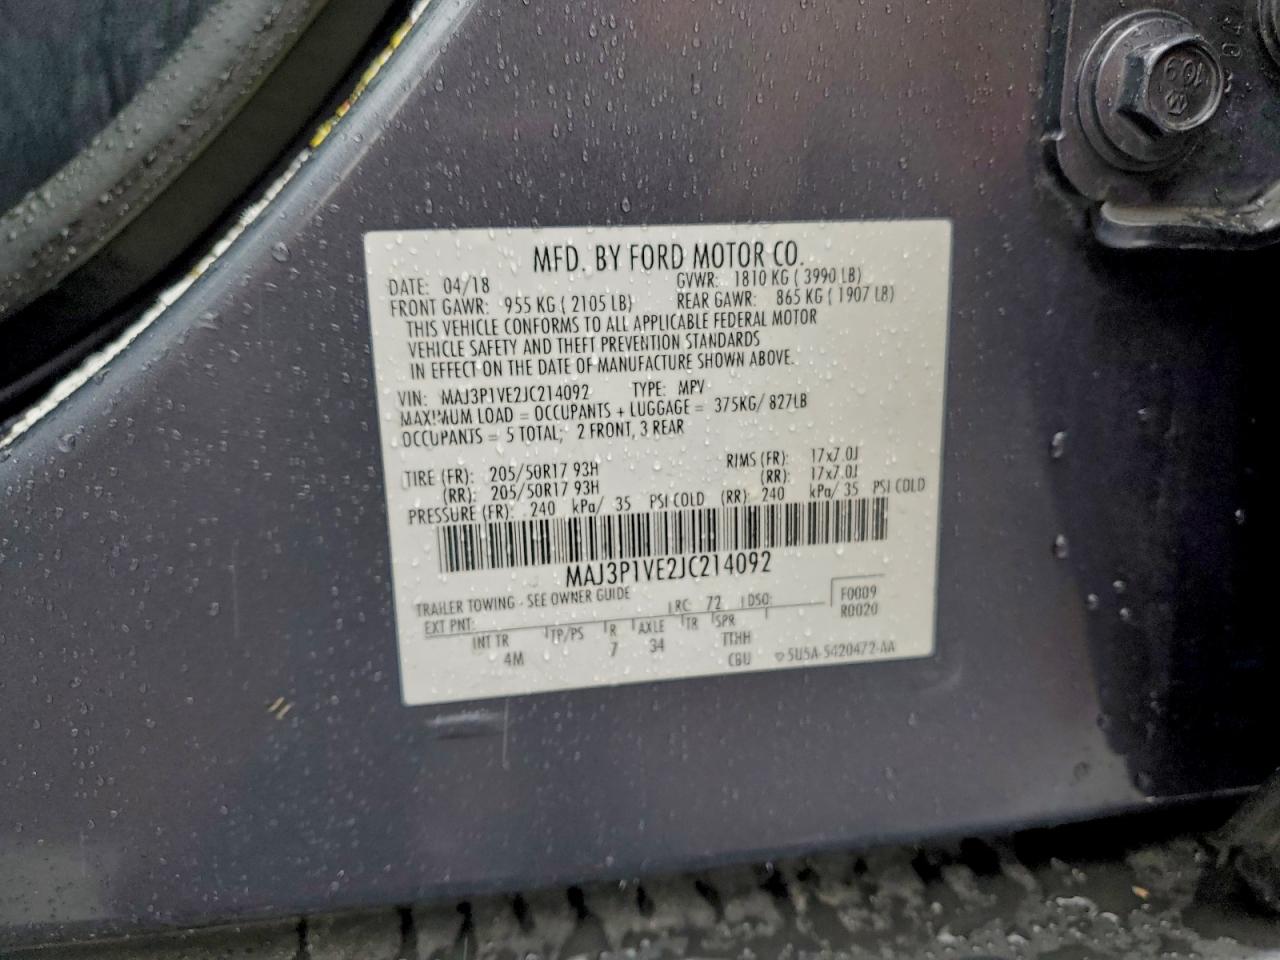 MFD. BY FORD MOTOR CO.
DATE: 04/18 GVWR: 1810 KG ( 3990 LB)
FRONT GAWR: 955 KG ( 2105 LB) REAR GAWR: 865 KG ( 1907 LB)
THIS VEHICLE CONFORMS TO ALL APPLICABLE FEDERAL MOTOR
VEHICLE SAFETY AND THEFT PREVENTION STANDARDS
IN EFFECT ON THE DATE OF MANUFACTURE SHOWN ABOVE.
VIN: MAJ3P1VE2JC214092 TYPE: MPV
MAXIMUM LOAD = OCCUPANTS + LUGGAGE = 375KG/ 827LB
OCCUPANTS = 5 TOTAL; 2 FRONT, 3 REAR
TIRE (FR): 205/50R17 93H RIMS (FR): 17x7.0J
(RR): 205/50R17 93H (RR): 17x7.0J
PRESSURE (FR): 240 kPa/ 35 PSI COLD (RR): 240 kPa/ 35 PSI COLD
MAJ3P1VE2JC214092
TRAILER TOWING - SEE OWNER GUIDE
F0009
EXT PNT: RC: 72 DSO: R0020
INT TR TP/PS R AXLE TR SPR
4M 7 34 TTHH
CBU 5U5A-5420472-AA
10.9